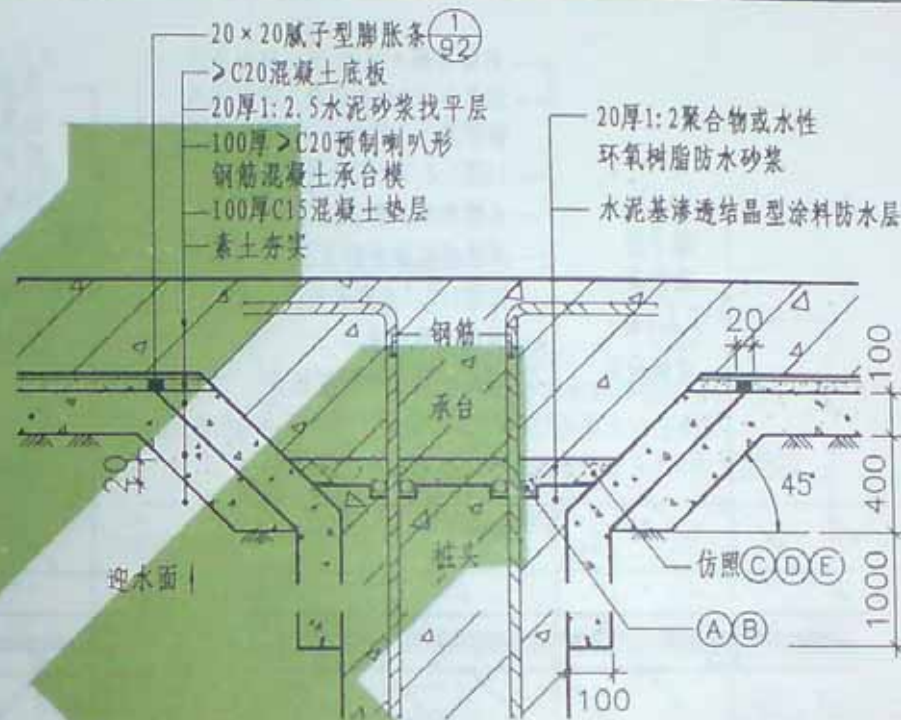 20×20腻子型膨胀条 1/92
≥C20混凝土底板
20厚1:2.5水泥砂浆找平层
100厚≥C20预制喇叭形
钢筋混凝土承台模
100厚C15混凝土垫层
素土夯实
20厚1:2聚合物或水性
环氧树脂防水砂浆
水泥基渗透结晶型涂料防水层
钢筋
20
100
承台
20
45°
400
迎水面
桩头
仿照ⒸⒹⒺ
ⒶⒷ
1000
100